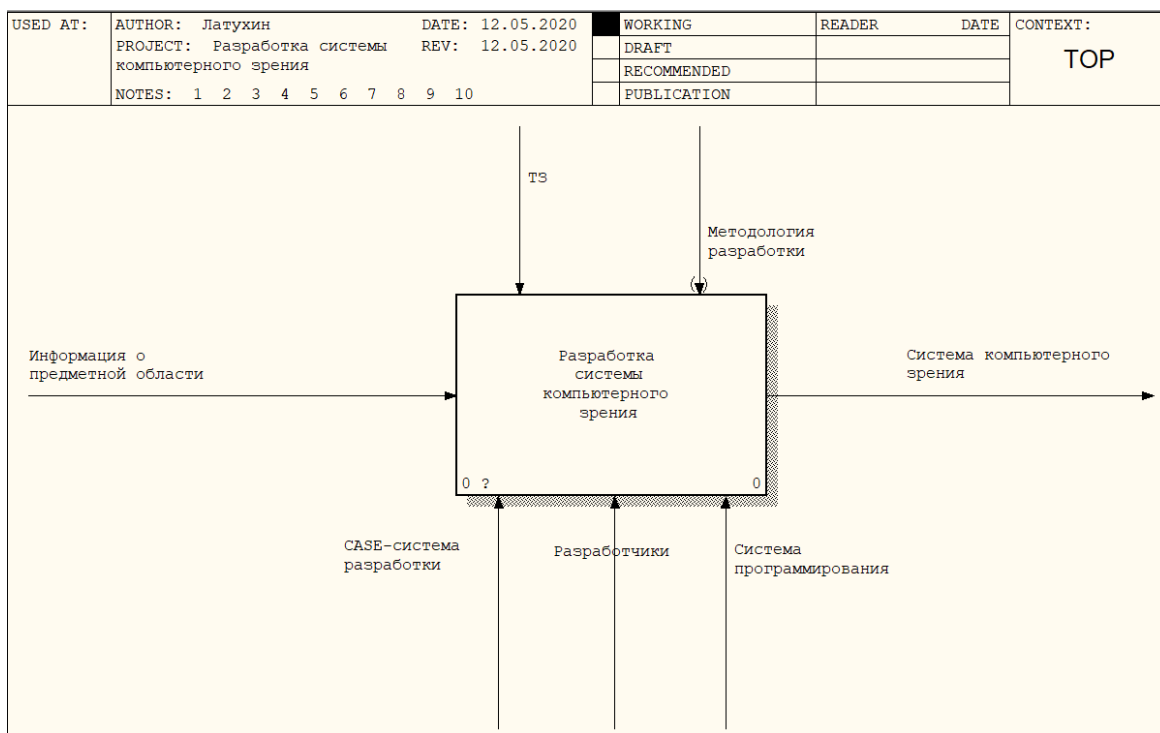 USED AT:
AUTHOR: Латухин
DATE: 12.05.2020
PROJECT: Разработка системы
REV: 12.05.2020
компьютерного зрения
NOTES: 1 2 3 4 5 6 7 8 9 10
WORKING
DRAFT
RECOMMENDED
PUBLICATION
READER
DATE
CONTEXT:
TOP
ТЗ
Методология
разработки
( )
Информация о
предметной области
Разработка
системы
компьютерного
зрения
0 ?
0
Система компьютерного
зрения
CASE-система
разработки
Разработчики
Система
программирования